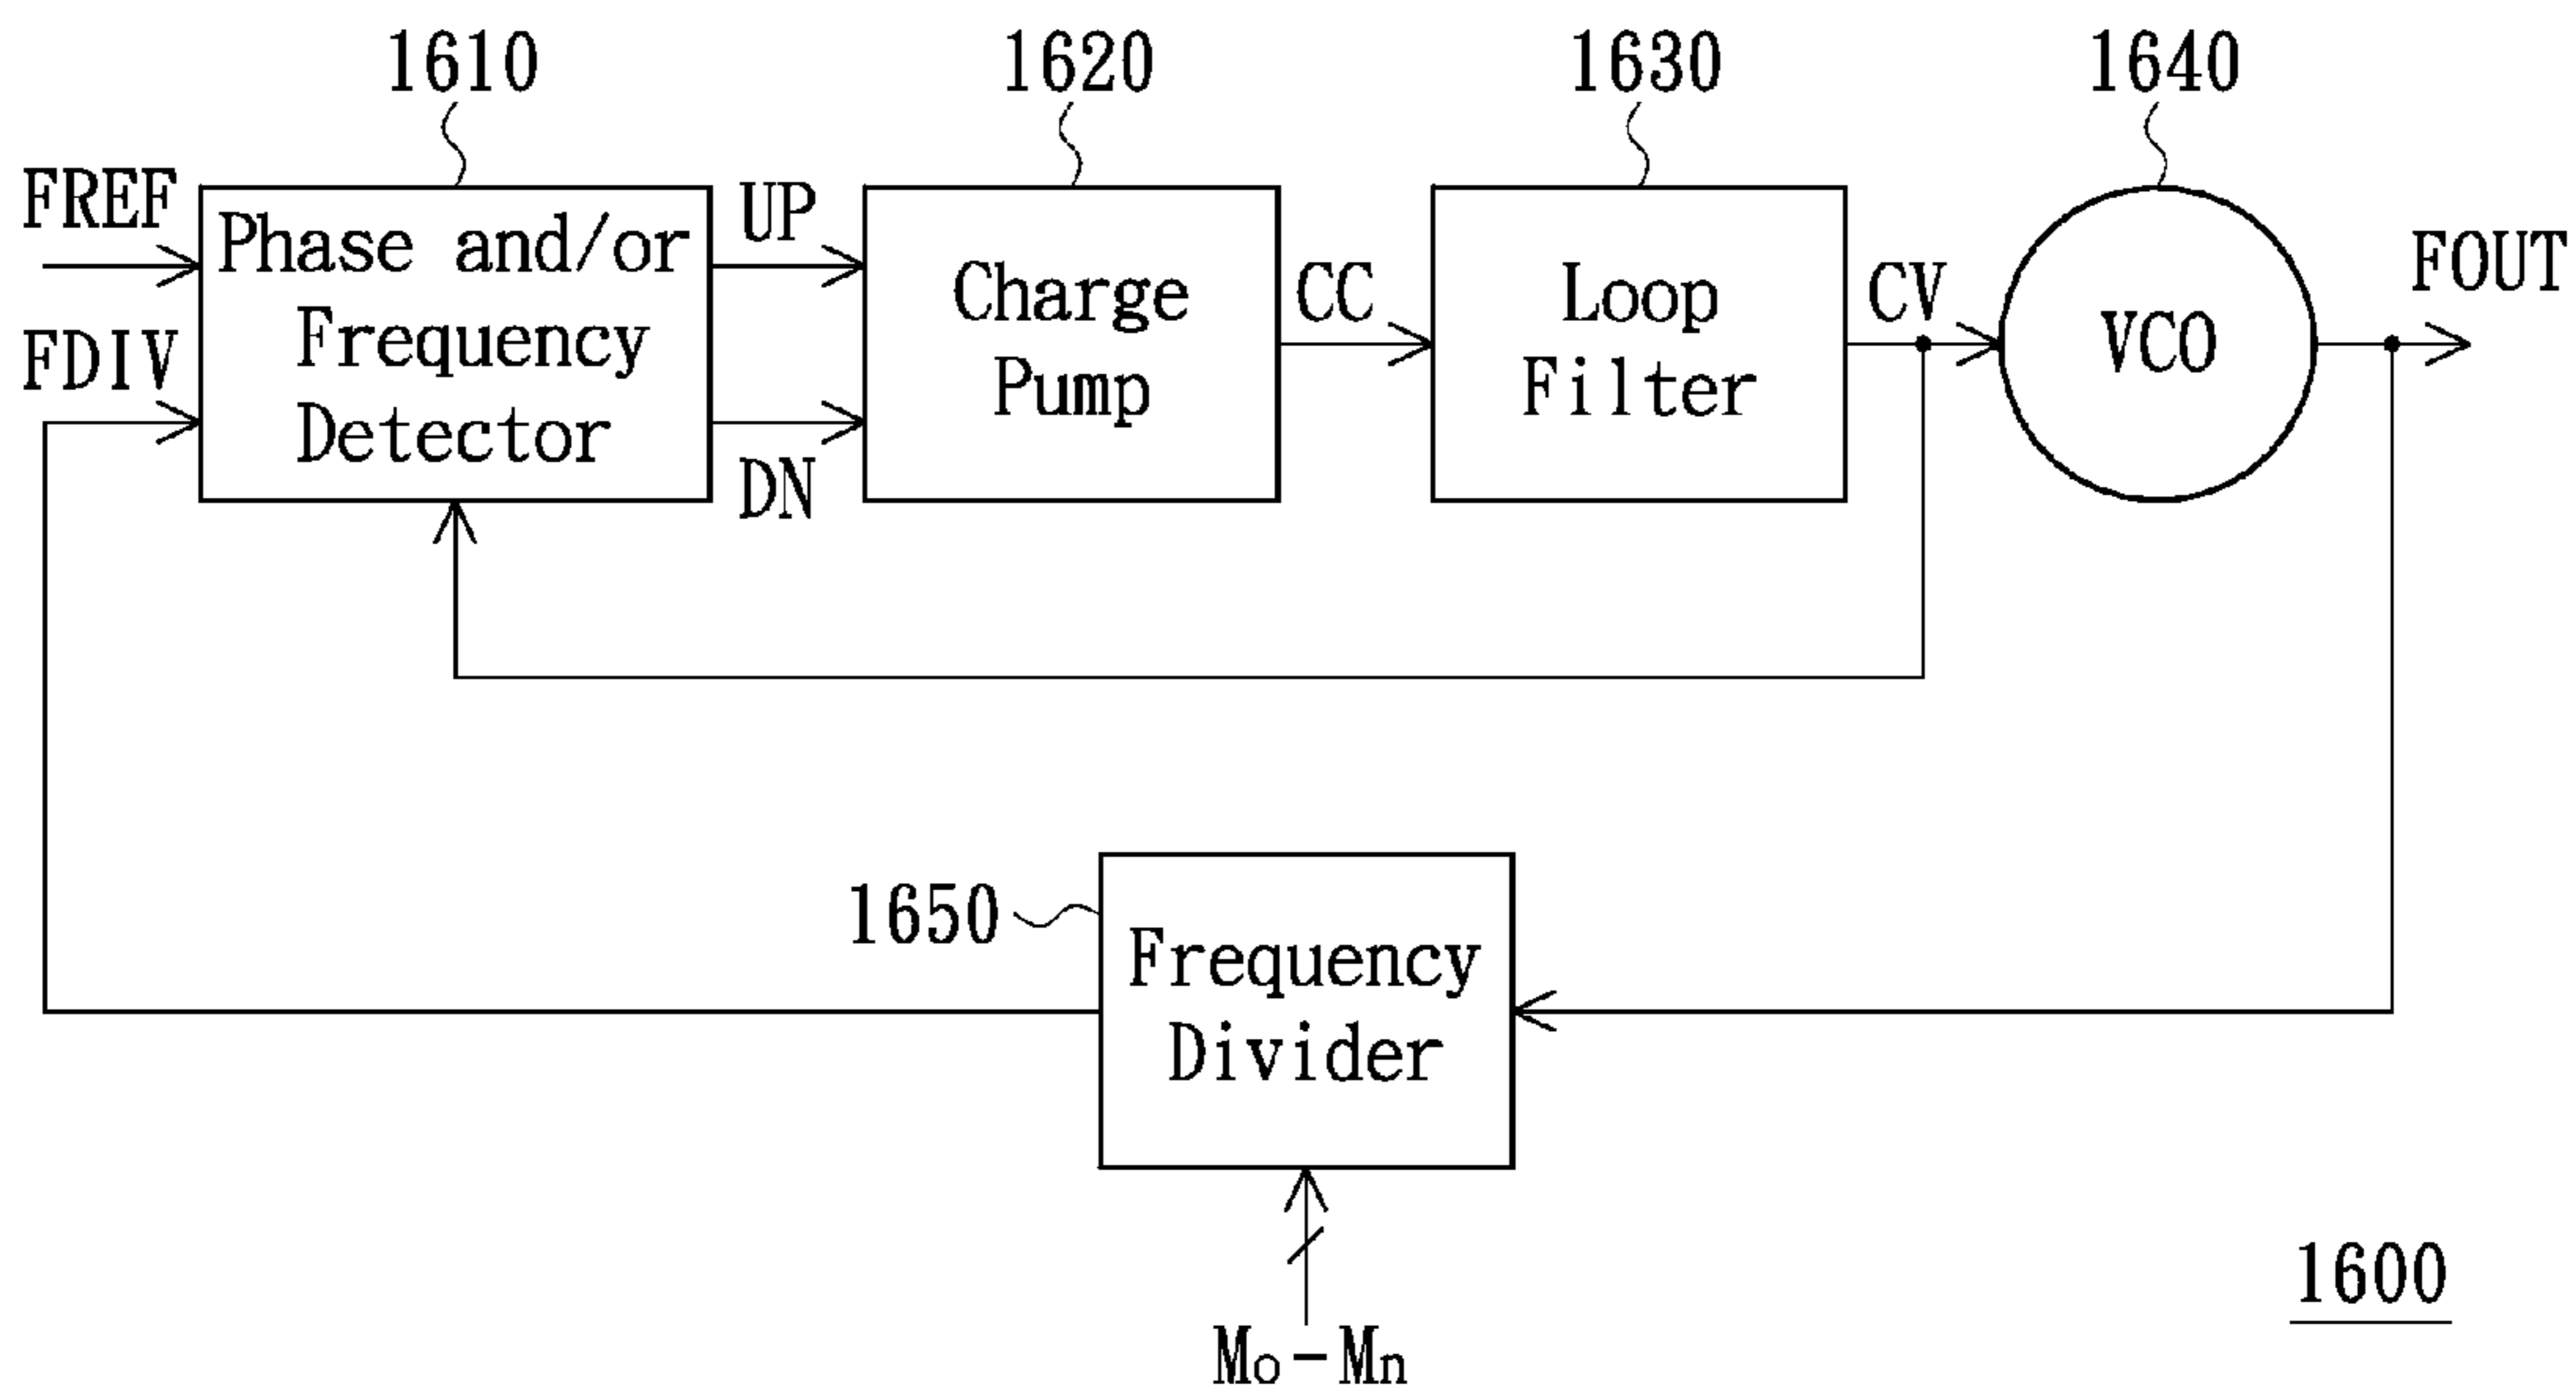 1610
1620
1630
1640
FREF
FDIV
Phase and/or
Frequency
Detector
UP
DN
Charge
Pump
CC
Loop
Filter
CV
VCO
FOUT
1650
Frequency
Divider
Mo-Mn
1600